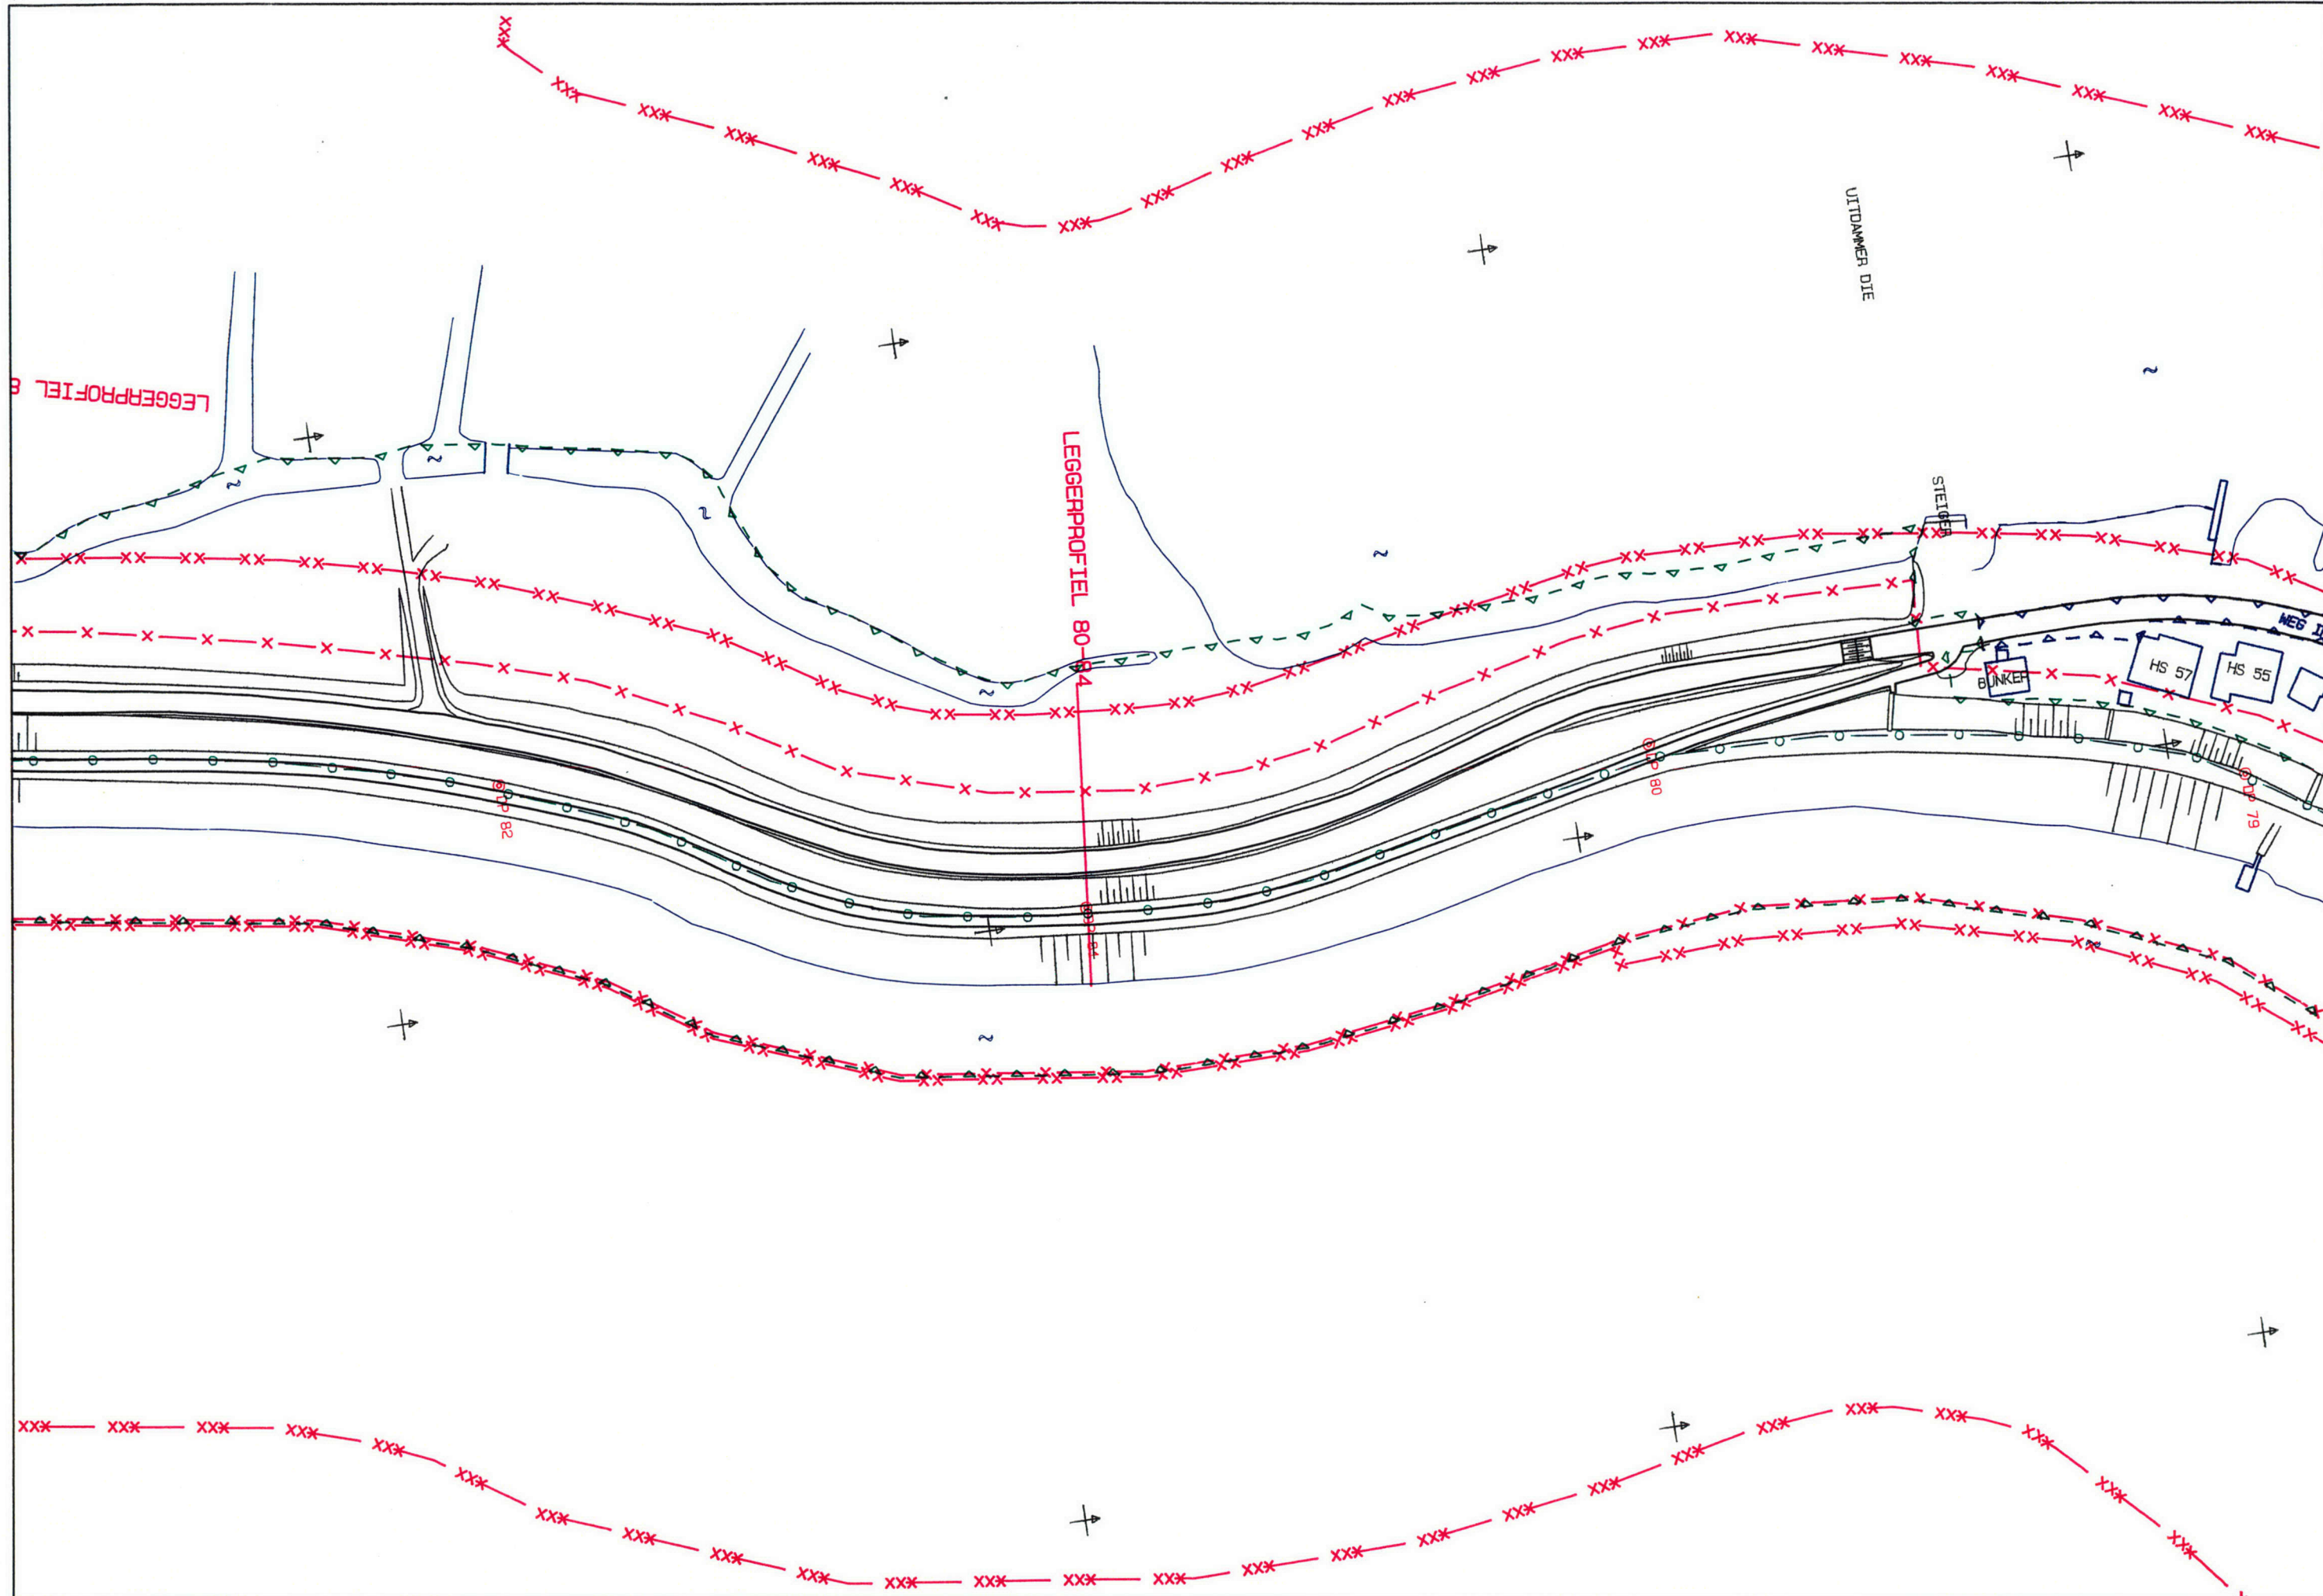 UITDAMMER DIE
LEGGERPROFIEL 8
LEGGERPROFIEL 80-84
STEIGER
WEG
BUNKER
HS 57
HS 55
DP 82
DP 80
DP 79